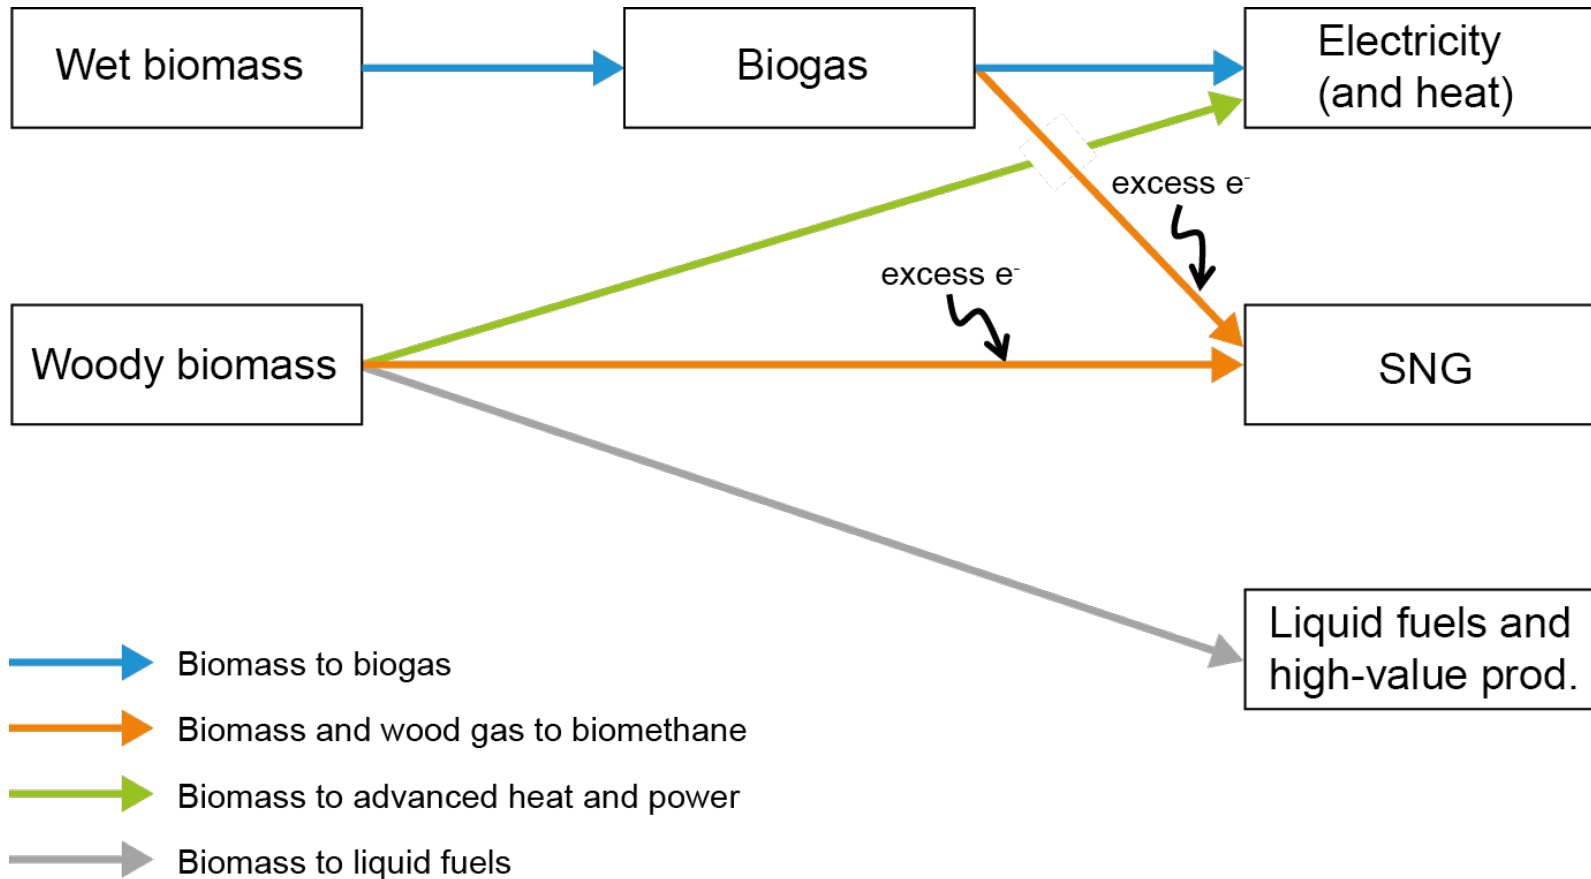 Wet biomass
Biogas
Electricity
(and heat)
excess e⁻
excess e⁻
Woody biomass
SNG
Liquid fuels and
high-value prod.
Biomass to biogas
Biomass and wood gas to biomethane
Biomass to advanced heat and power
Biomass to liquid fuels